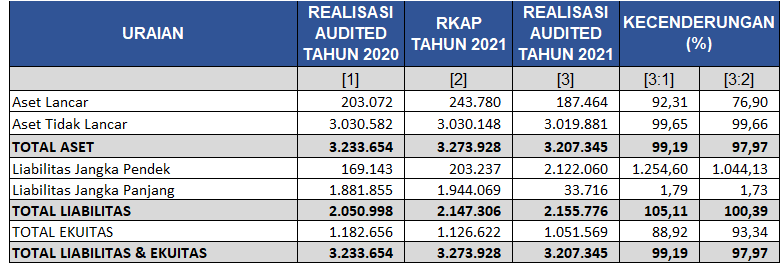 URAIAN REALISASI AUDITED TAHUN 2020 RKAP TAHUN 2021 REALISASI AUDITED TAHUN 2021 KECENDERUNGAN (%)
[1] [2] [3] [3:1] [3:2]
Aset Lancar 203.072 243.780 187.464 92,31 76,90
Aset Tidak Lancar 3.030.582 3.030.148 3.019.881 99,65 99,66
TOTAL ASET 3.233.654 3.273.928 3.207.345 99,19 97,97
Liabilitas Jangka Pendek 169.143 203.237 2.122.060 1.254,60 1.044,13
Liabilitas Jangka Panjang 1.881.855 1.944.069 33.716 1,79 1,73
TOTAL LIABILITAS 2.050.998 2.147.306 2.155.776 105,11 100,39
TOTAL EKUITAS 1.182.656 1.126.622 1.051.569 88,92 93,34
TOTAL LIABILITAS & EKUITAS 3.233.654 3.273.928 3.207.345 99,19 97,97